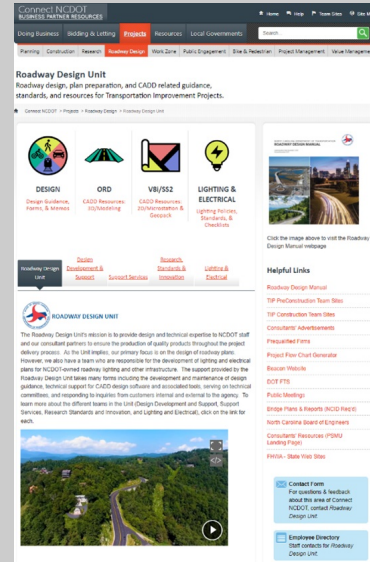 Connect NCDOT
BUSINESS PARTNER RESOURCES
Home Help Team Sites Site M
Doing Business Bidding & Letting Projects Resources Local Governments Search
Planning Construction Research Roadway Design Work Zone Public Engagement Bike & Pedestrian Project Management Value Manageme
Roadway Design Unit
Roadway design, plan preparation, and CADD related guidance,
standards, and resources for Transportation Improvement Projects.
Connect NCDOT > Projects > Roadway Design > Roadway Design Unit
ROADWAY DESIGN MANUAL
DESIGN
Design Guidance,
Forms, & Memos
ORD
CADD Resources:
2D/Modeling
V8i/SS2
CADD Resources:
2D/Microstation &
Geopack
LIGHTING &
ELECTRICAL
Lighting Policies,
Standards, &
Checklists
Click the image above to visit the Roadway
Design Manual webpage
Roadway Design
Unit
Design
Development &
Support
Support Services
Research,
Standards &
Innovation
Lighting &
Electrical
ROADWAY DESIGN UNIT
The Roadway Design Unit's mission is to provide design and technical expertise to NCDOT staff
and our consultant partners to ensure the production of quality products throughout the project
delivery process. As the Unit implies, our primary focus is on the design of roadway plans.
However, we also have a team who are responsible for the development of lighting and electrical
plans for NCDOT-owned roadway lighting and other infrastructure. The support provided by the
Roadway Design Unit takes many forms including the development and maintenance of design
guidance, technical support for CADD design software and associated tools, serving on technical
committees, and responding to inquiries from customers internal and external to the agency. To
learn more about the different teams in the Unit (Design Development and Support, Support
Services, Research Standards and Innovation, and Lighting and Electrical), click on the link for
each.
Helpful Links
Roadway Design Manual
TIP PreConstruction Team Sites
TIP Construction Team Sites
Consultants' Advertisements
Prequalified Firms
Project Flow Chart Generator
Beacon Website
DOT FTS
Public Meetings
Bridge Plans & Reports (NCID Req'd)
North Carolina Board of Engineers
Consultants' Resources (PSMU
Landing Page)
FHWA - State Web Sites
Contact Form
For questions & feedback
about this area of Connect
NCDOT, contact Roadway
Design Unit
Employee Directory
Staff contacts for Roadway
Design Unit.